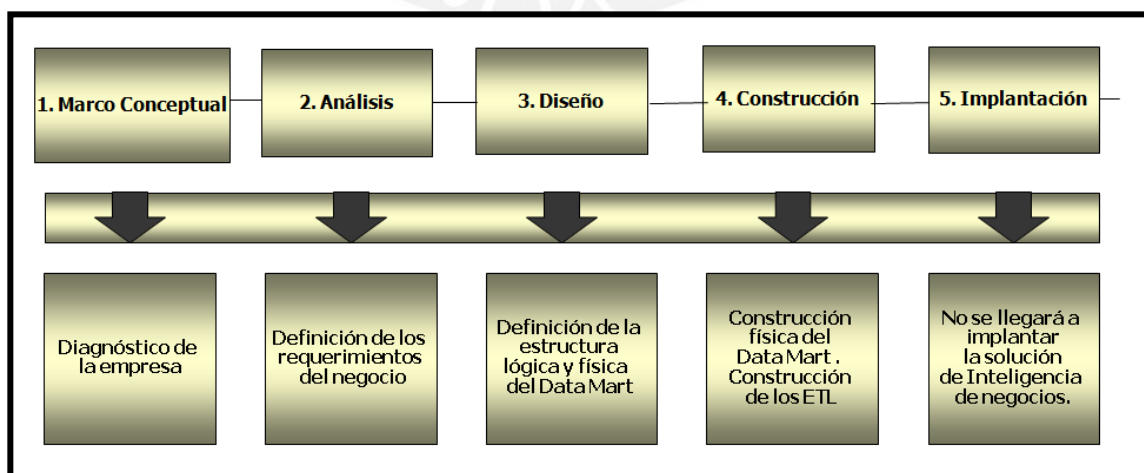 1. Marco Conceptual
2. Análisis
3. Diseño
4. Construcción
5. Implantación
Diagnóstico de
la empresa
Definición de los
requerimientos
del negocio
Definición de la
estructura
lógica y física
del Data Mart
Construcción
física del
Data Mart .
Construcción
de los ETL
No se llegará a
implantar
la solución
de Inteligencia
de negocios.